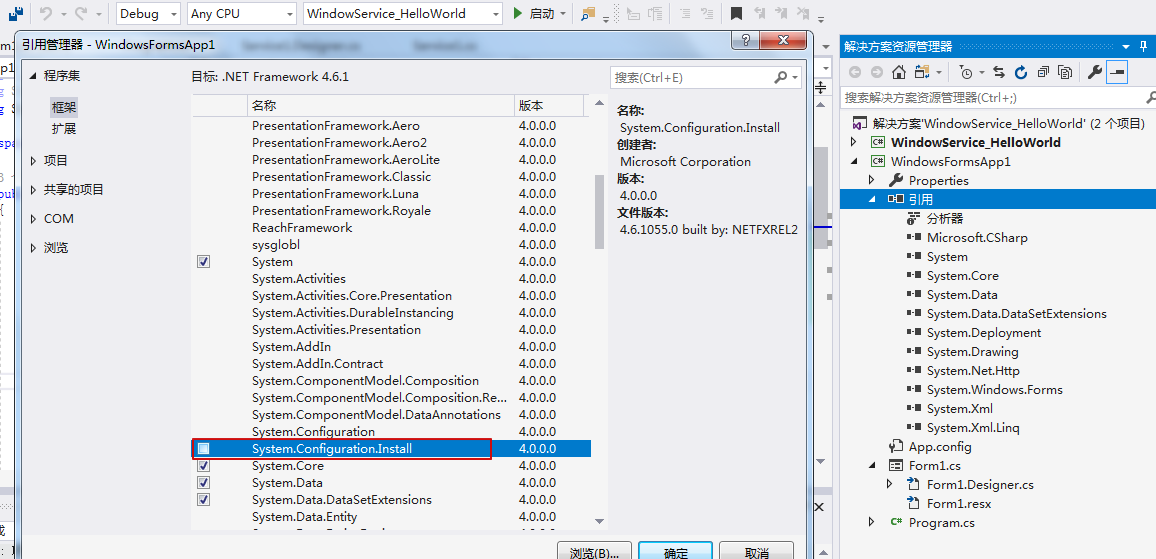 Debug Any CPU WindowService_HelloWorld 启动
引用管理器 - WindowsFormsApp1
程序集
框架
扩展
项目
共享的项目
COM
浏览
目标: .NET Framework 4.6.1
搜索(Ctrl+E)
名称 版本
PresentationFramework.Aero 4.0.0.0
PresentationFramework.Aero2 4.0.0.0
PresentationFramework.AeroLite 4.0.0.0
PresentationFramework.Classic 4.0.0.0
PresentationFramework.Luna 4.0.0.0
PresentationFramework.Royale 4.0.0.0
ReachFramework 4.0.0.0
sysglobl 4.0.0.0
System 4.0.0.0
System.Activities 4.0.0.0
System.Activities.Core.Presentation 4.0.0.0
System.Activities.DurableInstancing 4.0.0.0
System.Activities.Presentation 4.0.0.0
System.AddIn 4.0.0.0
System.AddIn.Contract 4.0.0.0
System.ComponentModel.Composition 4.0.0.0
System.ComponentModel.Composition.Re... 4.0.0.0
System.ComponentModel.DataAnnotations 4.0.0.0
System.Configuration 4.0.0.0
System.Configuration.Install 4.0.0.0
System.Core 4.0.0.0
System.Data 4.0.0.0
System.Data.DataSetExtensions 4.0.0.0
System.Data.Entity 4.0.0.0
名称:
System.Configuration.Install
创建者:
Microsoft Corporation
版本:
4.0.0.0
文件版本:
4.6.1055.0 built by: NETFXREL2
浏览(B)... 确定 取消
解决方案资源管理器
搜索解决方案资源管理器(Ctrl+;)
解决方案'WindowService_HelloWorld' (2 个项目)
WindowService_HelloWorld
WindowsFormsApp1
Properties
引用
分析器
Microsoft.CSharp
System
System.Core
System.Data
System.Data.DataSetExtensions
System.Deployment
System.Drawing
System.Net.Http
System.Windows.Forms
System.Xml
System.Xml.Linq
App.config
Form1.cs
Form1.Designer.cs
Form1.resx
Program.cs